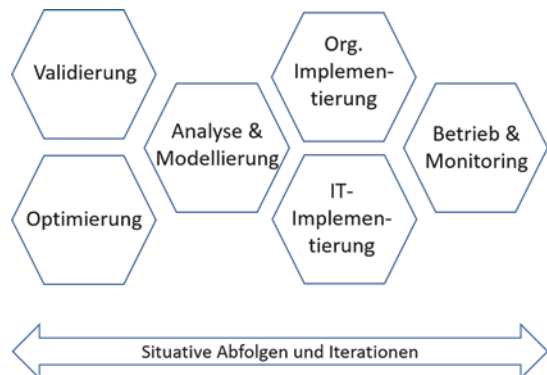 Validierung
Optimierung
Analyse &
Modellierung
Org.
Implemen-
tierung
IT-
Implemen-
tierung
Betrieb &
Monitoring
Situative Abfolgen und Iterationen